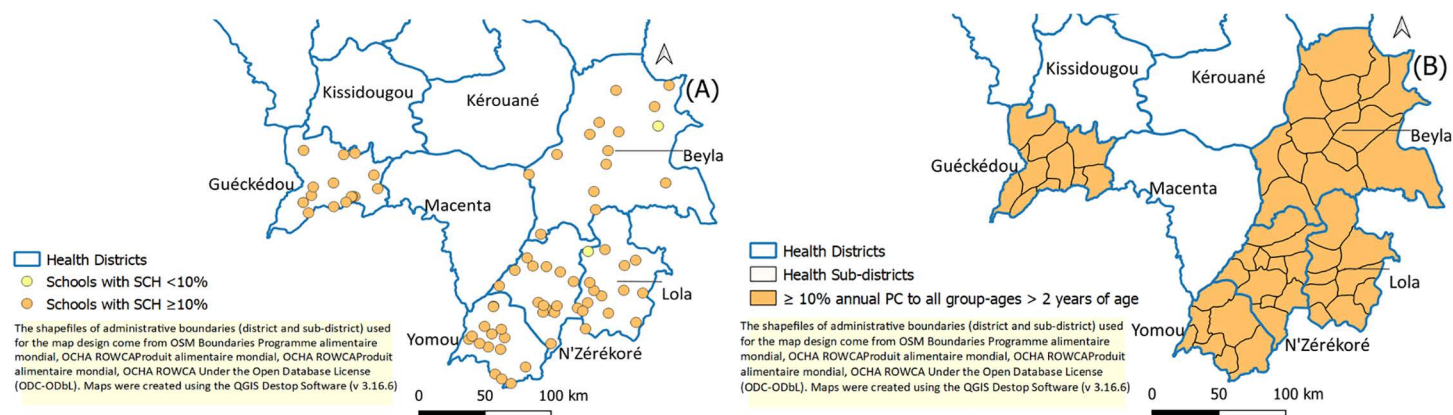 (A)
Kissidougou
Kérouané
Beyla
Guéckédou
Macenta
Lola
Yomou
N'Zérékoré
Health Districts
Schools with SCH <10%
Schools with SCH ≥10%
The shapefiles of administrative boundaries (district and sub-district) used
for the map design come from OSM Boundaries Programme alimentaire
mondial, OCHA ROWCAProduit alimentaire mondial, OCHA ROWCAProduit
alimentaire mondial, OCHA ROWCA Under the Open Database License
(ODC-ODbL). Maps were created using the QGIS Destop Software (v 3.16.6)
0 50 100 km
(B)
Kissidougou
Kérouané
Beyla
Guéckédou
Macenta
Lola
Yomou
N'Zérékoré
Health Districts
Health Sub-districts
≥ 10% annual PC to all group-ages > 2 years of age
The shapefiles of administrative boundaries (district and sub-district) used
for the map design come from OSM Boundaries Programme alimentaire
mondial, OCHA ROWCAProduit alimentaire mondial, OCHA ROWCAProduit
alimentaire mondial, OCHA ROWCA Under the Open Database License
(ODC-ODbL). Maps were created using the QGIS Destop Software (v 3.16.6)
0 50 100 km